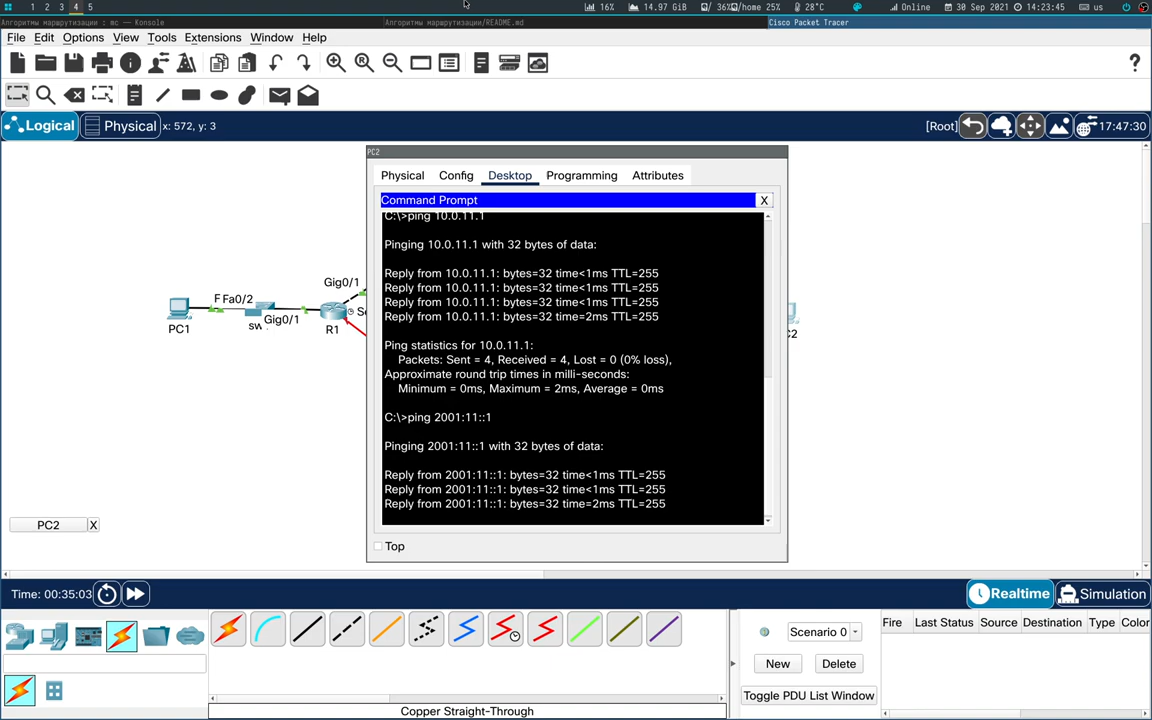 1 2 3 4 5 16% 14.97 GiB / 36% /home 25% 28°C Online 30 Sep 2021 14:23:45 us
Алгоритмы маршрутизации : mc — Konsole Алгоритмы маршрутизации/README.md Cisco Packet Tracer
File Edit Options View Tools Extensions Window Help
Logical Physical x: 572, y: 3 [Root] 17:47:30
PC2
Physical Config Desktop Programming Attributes
Command Prompt X
C:\>ping 10.0.11.1
Pinging 10.0.11.1 with 32 bytes of data:
Reply from 10.0.11.1: bytes=32 time<1ms TTL=255
Reply from 10.0.11.1: bytes=32 time<1ms TTL=255
Reply from 10.0.11.1: bytes=32 time<1ms TTL=255
Reply from 10.0.11.1: bytes=32 time=2ms TTL=255
Ping statistics for 10.0.11.1:
Packets: Sent = 4, Received = 4, Lost = 0 (0% loss),
Approximate round trip times in milli-seconds:
Minimum = 0ms, Maximum = 2ms, Average = 0ms
C:\>ping 2001:11::1
Pinging 2001:11::1 with 32 bytes of data:
Reply from 2001:11::1: bytes=32 time<1ms TTL=255
Reply from 2001:11::1: bytes=32 time<1ms TTL=255
Reply from 2001:11::1: bytes=32 time=2ms TTL=255
Top
Gig0/1
F Fa0/2
Gig0/1
PC1
sw
R1
PC2 X
Time: 00:35:03 Realtime Simulation
Scenario 0
New Delete
Toggle PDU List Window
Fire Last Status Source Destination Type Color
Copper Straight-Through